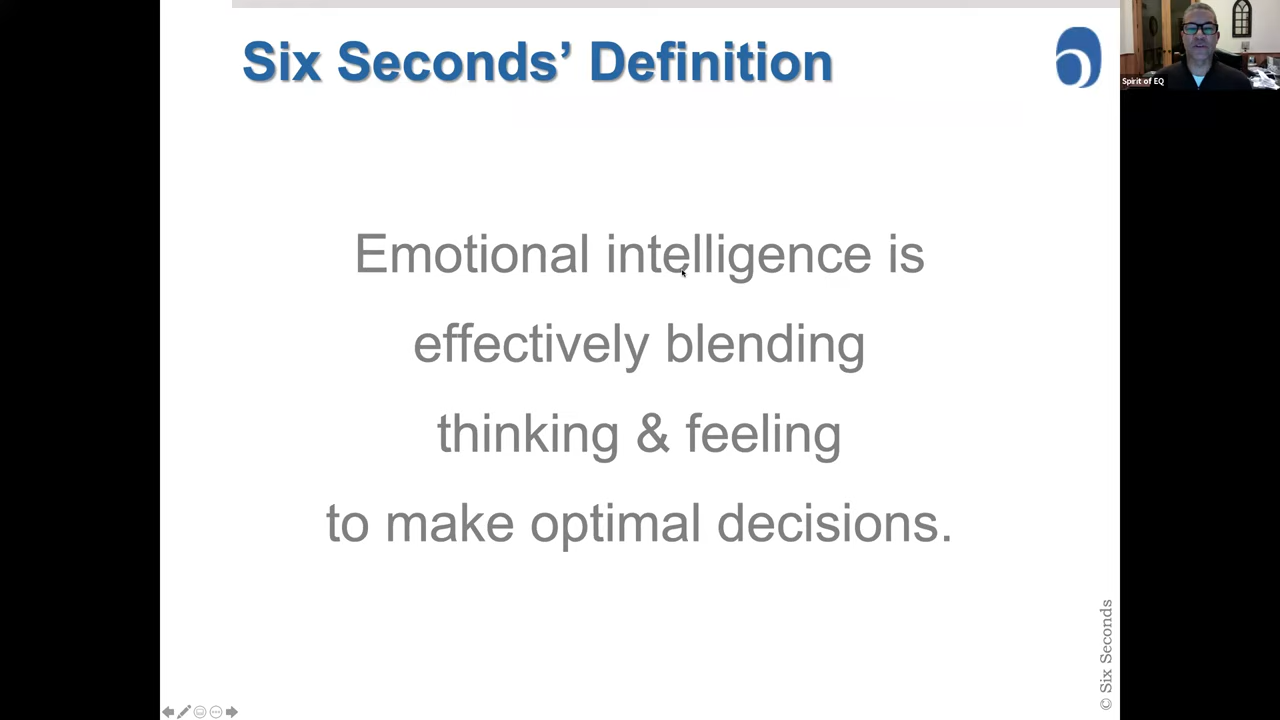 Six Seconds’ Definition
Spirit of EQ
Emotional intelligence is
effectively blending
thinking & feeling
to make optimal decisions.
© Six Seconds